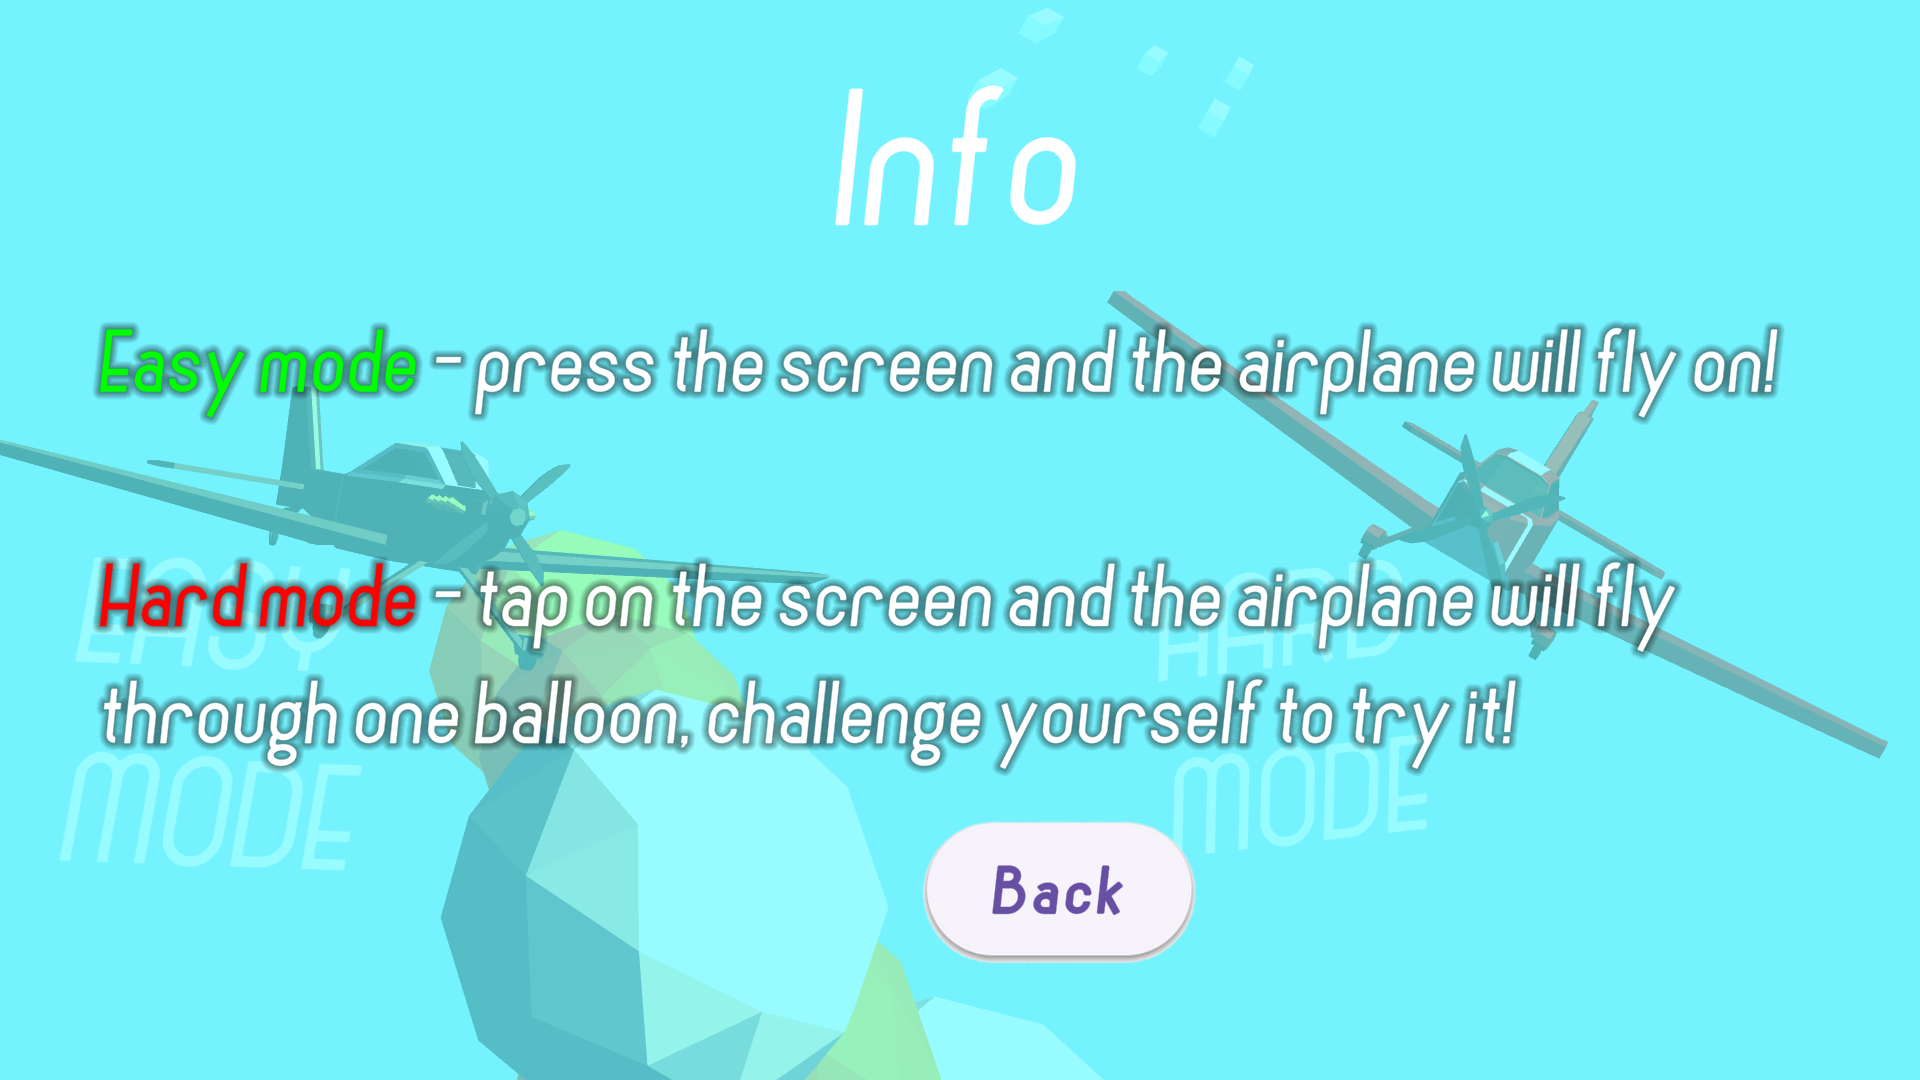 Info
Easy mode - press the screen and the airplane will fly on!
Hard mode - tap on the screen and the airplane will fly
through one balloon, challenge yourself to try it!
EASY
MODE
HARD
MODE
Back